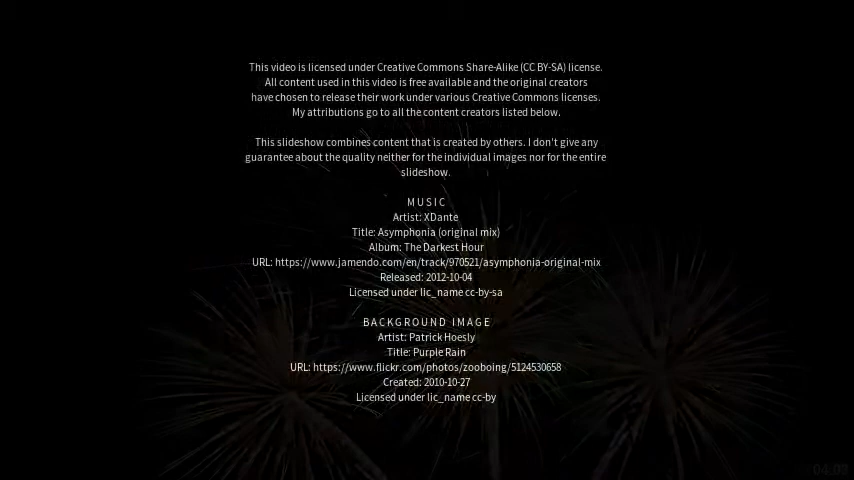 This video is licensed under Creative Commons Share-Alike (CC BY-SA) license.
All content used in this video is free available and the original creators
have chosen to release their work under various Creative Commons licenses.
My attributions go to all the content creators listed below.
This slideshow combines content that is created by others. I don't give any
guarantee about the quality neither for the individual images nor for the entire
slideshow.
MUSIC
Artist: XDante
Title: Asymphonia (original mix)
Album: The Darkest Hour
URL: https://www.jamendo.com/en/track/970521/asymphonia-original-mix
Released: 2012-10-04
Licensed under lic_name cc-by-sa
BACKGROUND IMAGE
Artist: Patrick Hoesly
Title: Purple Rain
URL: https://www.flickr.com/photos/zooboing/5124530658
Created: 2010-10-27
Licensed under lic_name cc-by